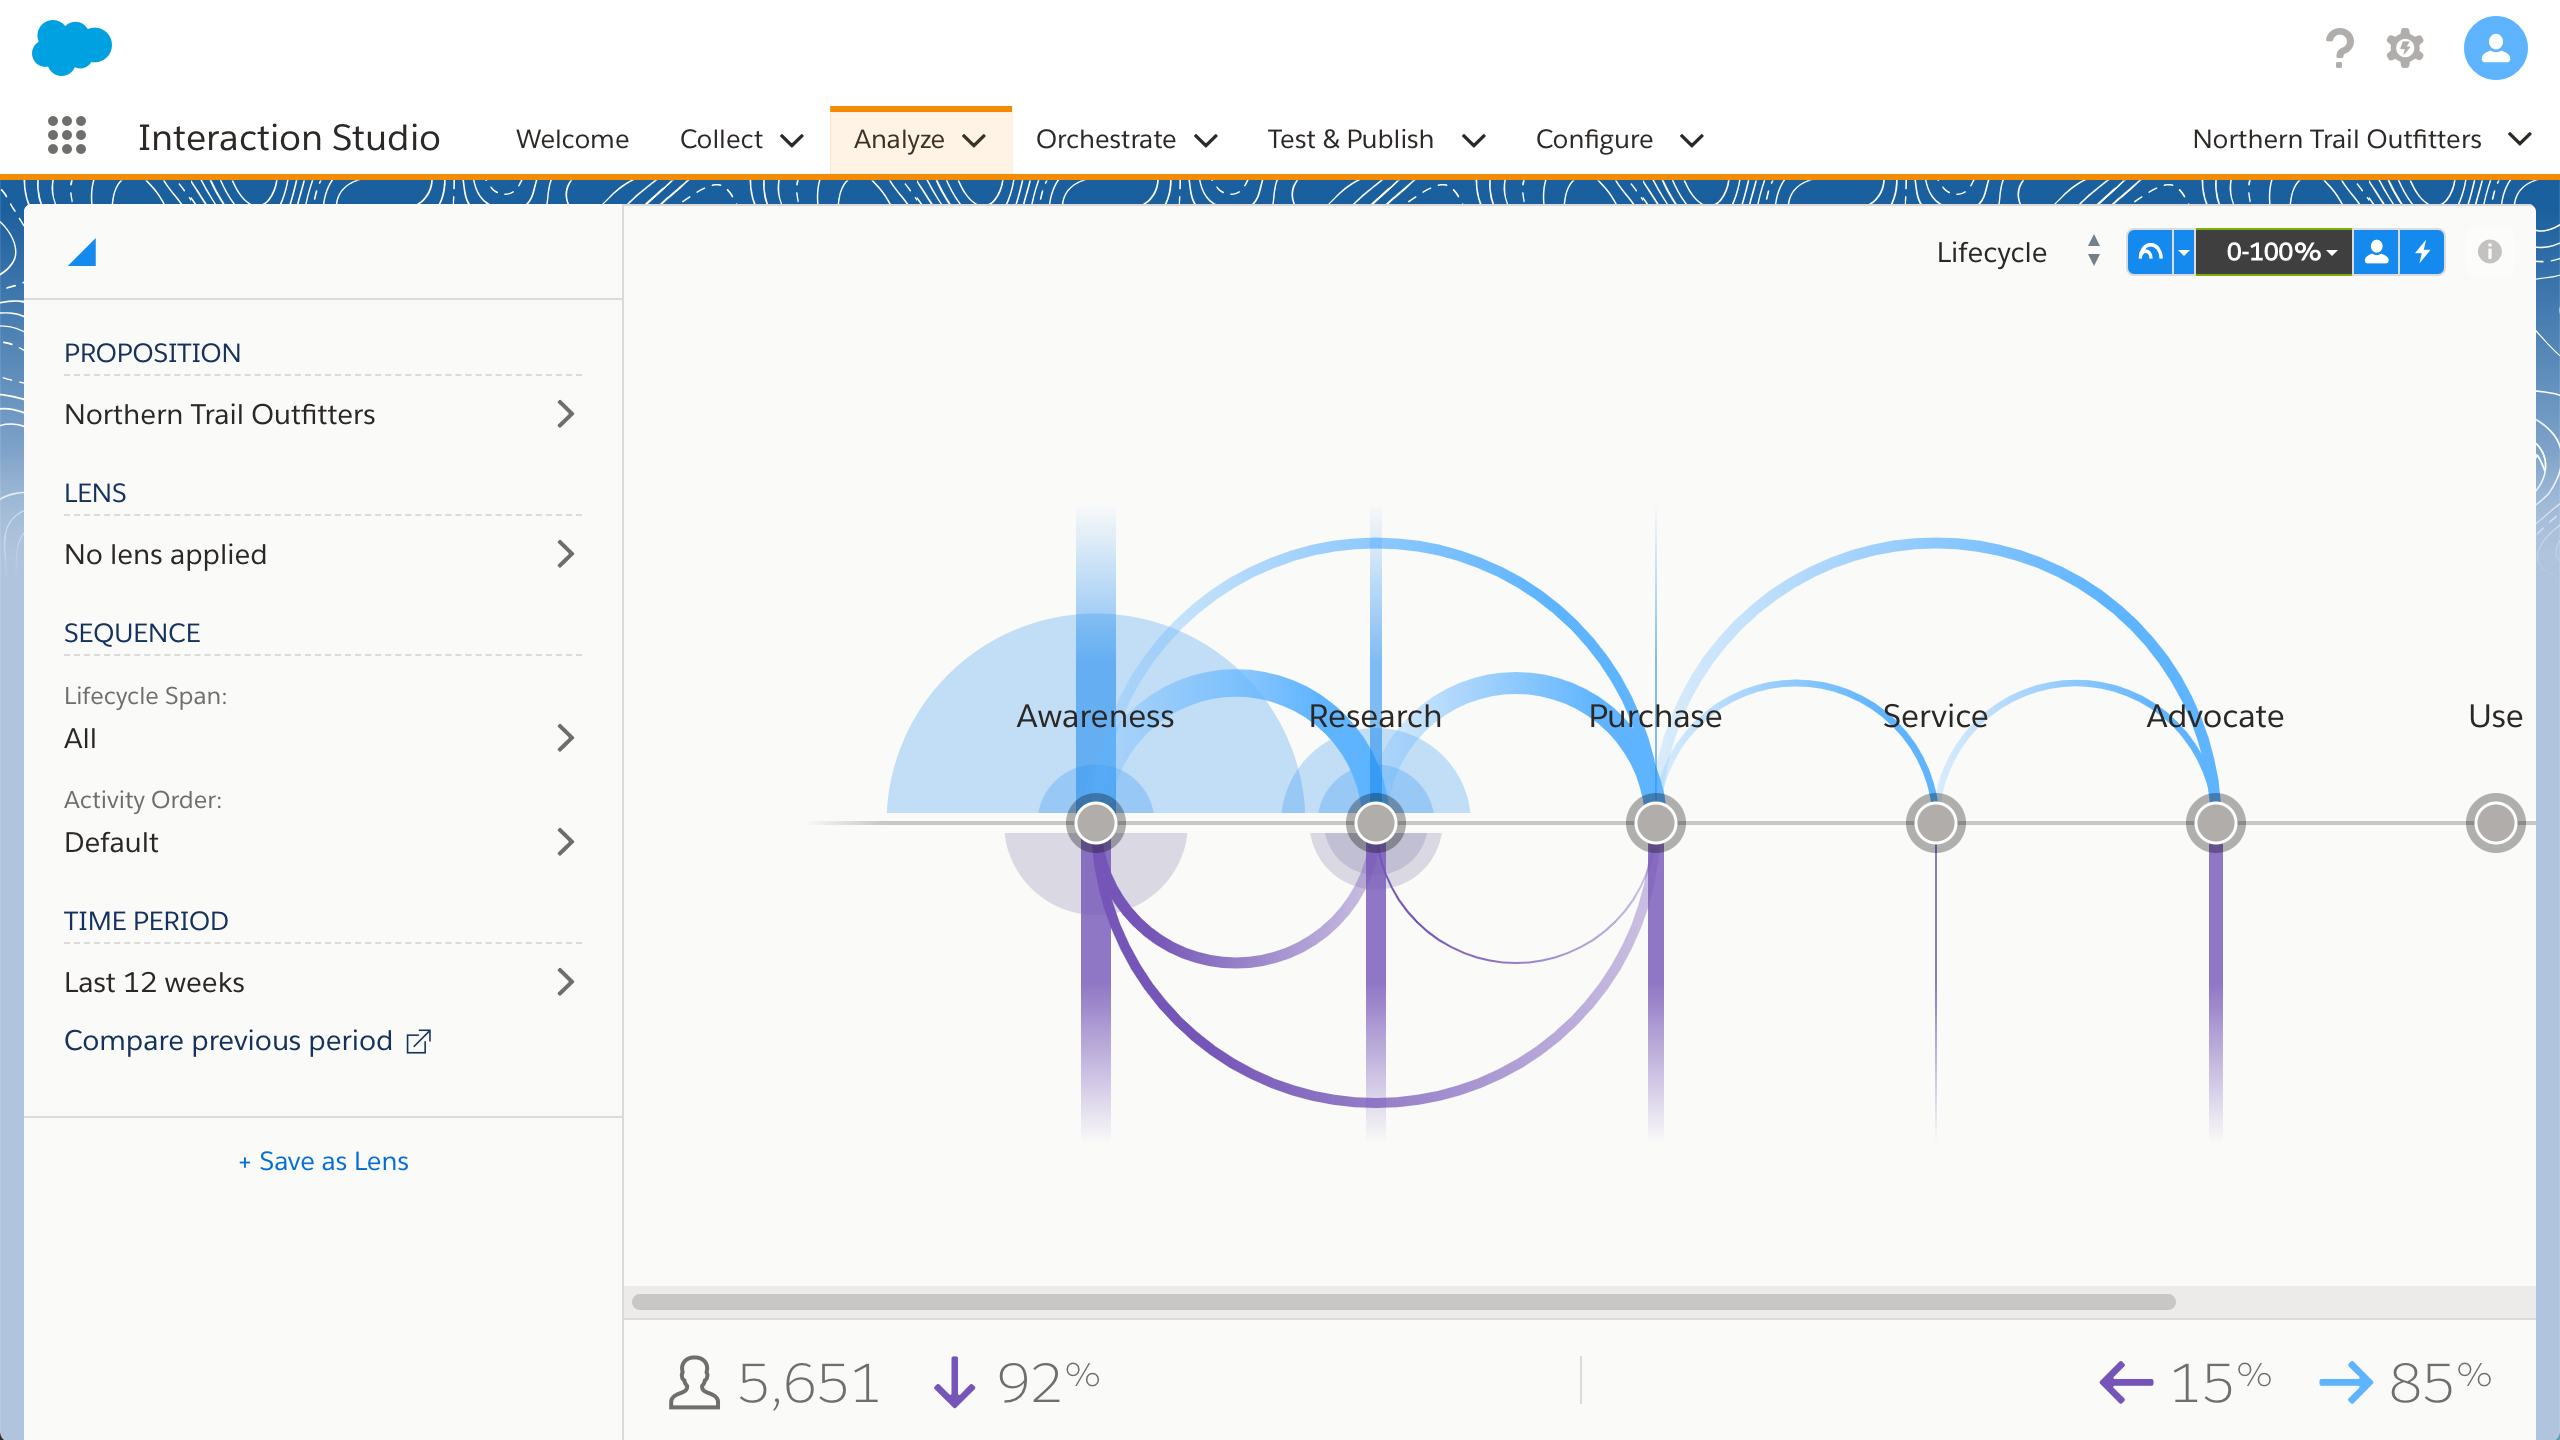 Interaction Studio
Welcome
Collect
Analyze
Orchestrate
Test & Publish
Configure
Northern Trail Outfitters
PROPOSITION
Northern Trail Outfitters
LENS
No lens applied
SEQUENCE
Lifecycle Span:
All
Activity Order:
Default
TIME PERIOD
Last 12 weeks
Compare previous period
+ Save as Lens
Lifecycle
0-100%
Awareness
Research
Purchase
Service
Advocate
Use
5,651
92%
15%
85%